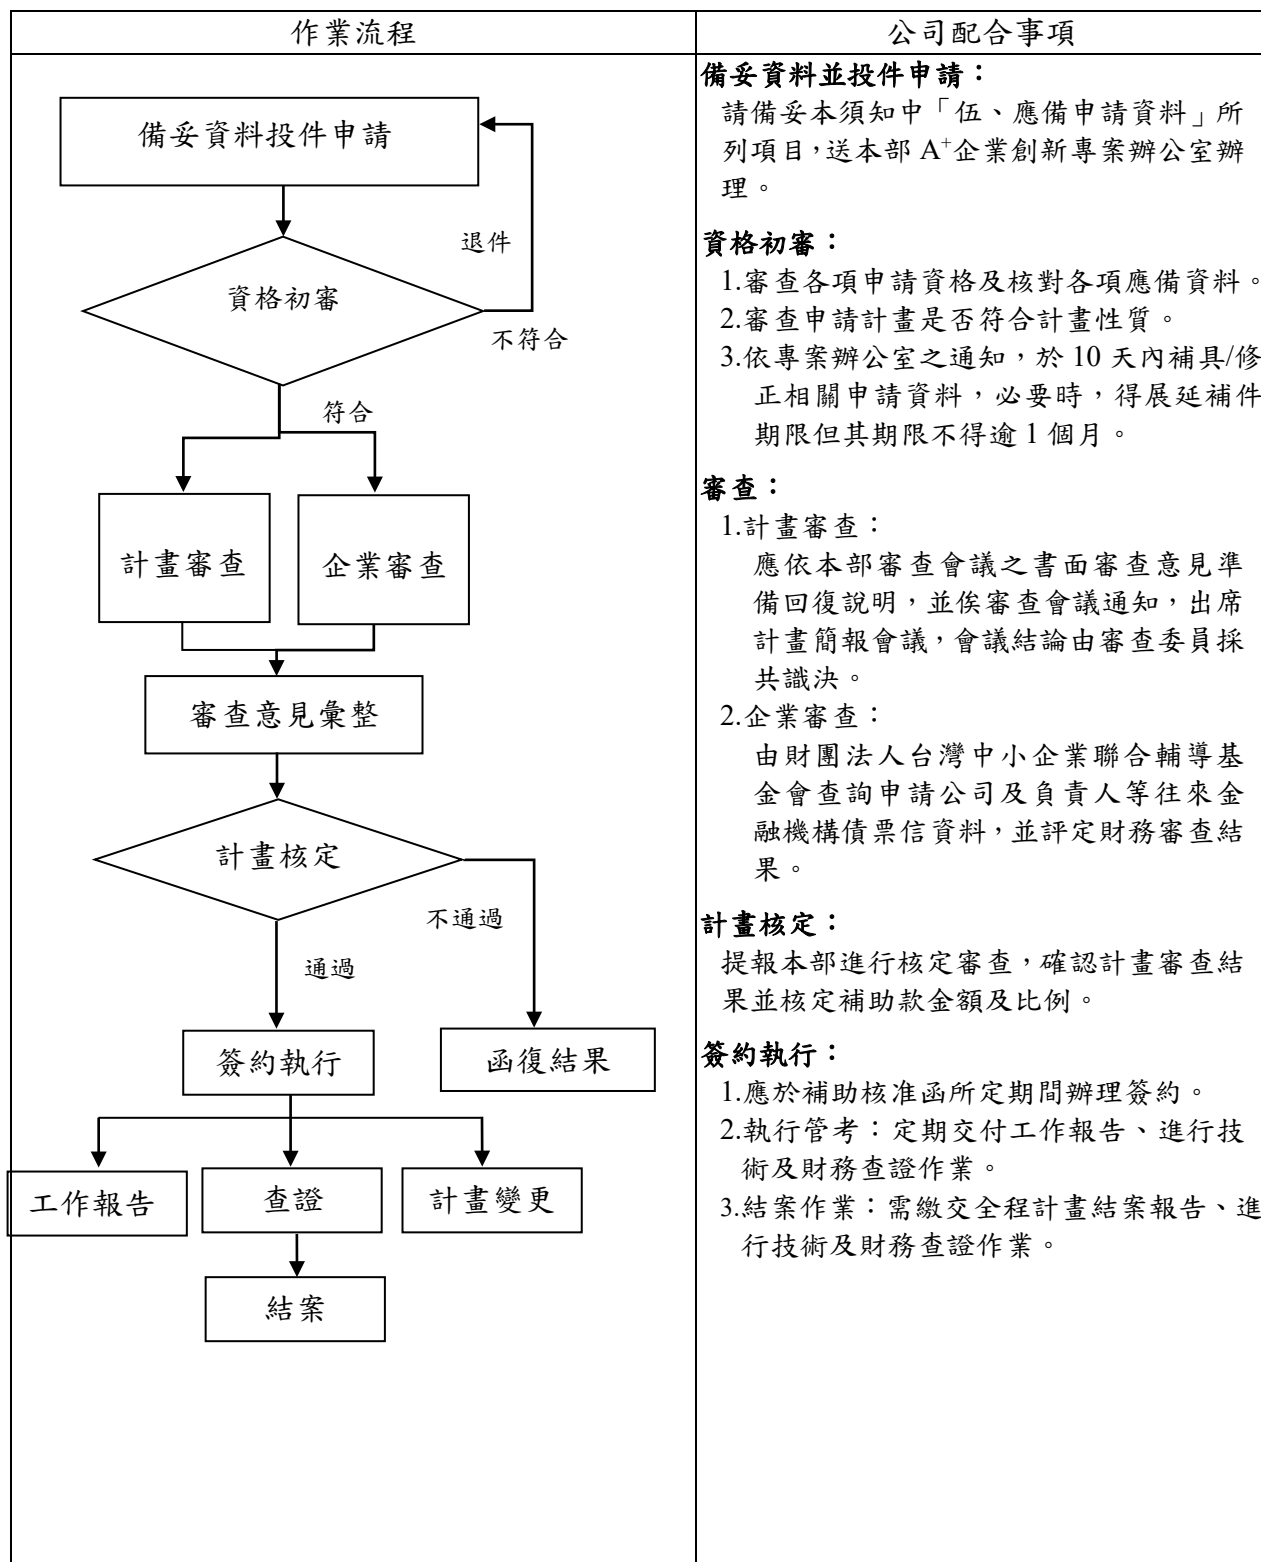 作業流程
公司配合事項
備妥資料投件申請
退件
資格初審
不符合
符合
計畫審查
企業審查
審查意見彙整
計畫核定
不通過
通過
簽約執行
函復結果
工作報告
查證
計畫變更
結案
備妥資料並投件申請：
請備妥本須知中「伍、應備申請資料」所
列項目，送本部 A⁺企業創新專案辦公室辦
理。
資格初審：
1.審查各項申請資格及核對各項應備資料。
2.審查申請計畫是否符合計畫性質。
3.依專案辦公室之通知，於 10 天內補具/修
正相關申請資料，必要時，得展延補件
期限但其期限不得逾 1 個月。
審查：
1.計畫審查：
應依本部審查會議之書面審查意見準
備回復說明，並俟審查會議通知，出席
計畫簡報會議，會議結論由審查委員採
共識決。
2.企業審查：
由財團法人台灣中小企業聯合輔導基
金會查詢申請公司及負責人等往來金
融機構債票信資料，並評定財務審查結
果。
計畫核定：
提報本部進行核定審查，確認計畫審查結
果並核定補助款金額及比例。
簽約執行：
1.應於補助核准函所定期間辦理簽約。
2.執行管考：定期交付工作報告、進行技
術及財務查證作業。
3.結案作業：需繳交全程計畫結案報告、進
行技術及財務查證作業。